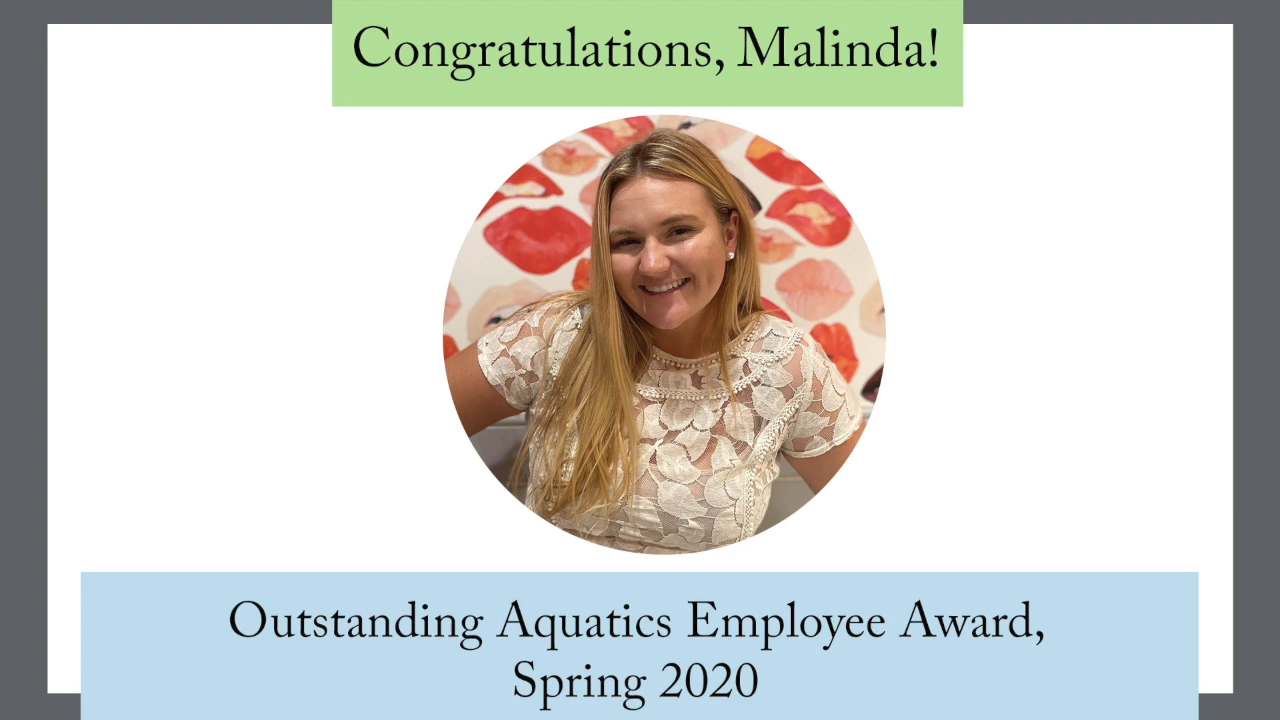 Congratulations, Malinda!
Outstanding Aquatics Employee Award,
Spring 2020